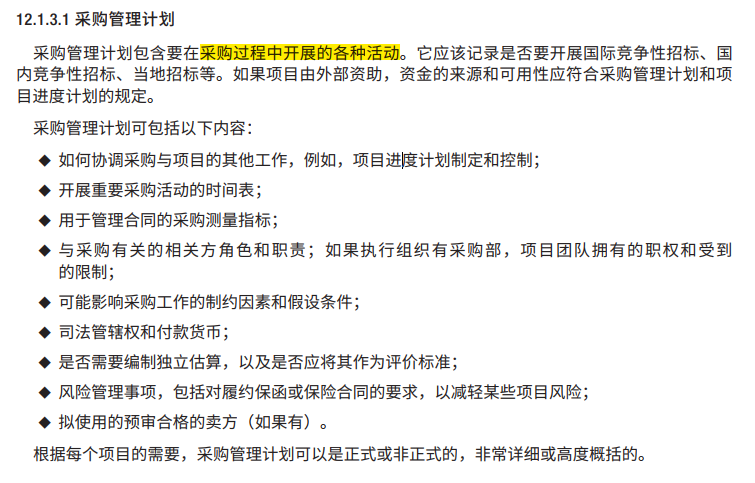 12.1.3.1 采购管理计划
采购管理计划包含要在采购过程中开展的各种活动。它应该记录是否要开展国际竞争性招标、国
内竞争性招标、当地招标等。如果项目由外部资助，资金的来源和可用性应符合采购管理计划和项
目进度计划的规定。
采购管理计划可包括以下内容：
◆ 如何协调采购与项目的其他工作，例如，项目进度计划制定和控制；
◆ 开展重要采购活动的时间表；
◆ 用于管理合同的采购测量指标；
◆ 与采购有关的相关方角色和职责；如果执行组织有采购部，项目团队拥有的职权和受到
的限制；
◆ 可能影响采购工作的制约因素和假设条件；
◆ 司法管辖权和付款货币；
◆ 是否需要编制独立估算，以及是否应将其作为评价标准；
◆ 风险管理事项，包括对履约保函或保险合同的要求，以减轻某些项目风险；
◆ 拟使用的预审合格的卖方（如果有）。
根据每个项目的需要，采购管理计划可以是正式或非正式的，非常详细或高度概括的。